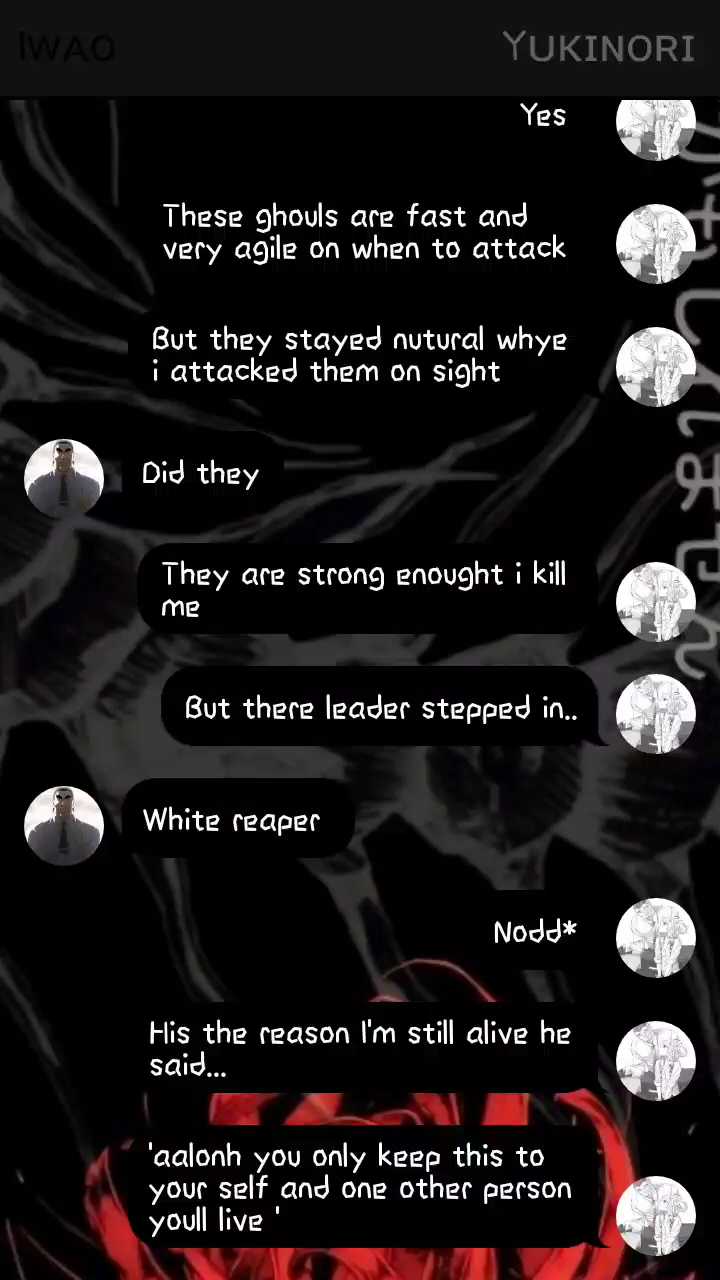 IWAO
YUKINORI
Yes
These ghouls are fast and
very agile on when to attack
But they stayed nutural whye
i attacked them on sight
Did they
They are strong enought i kill
me
But there leader stepped in..
White reaper
Nodd*
His the reason I'm still alive he
said...
'aalonh you only keep this to
your self and one other person
youll live '